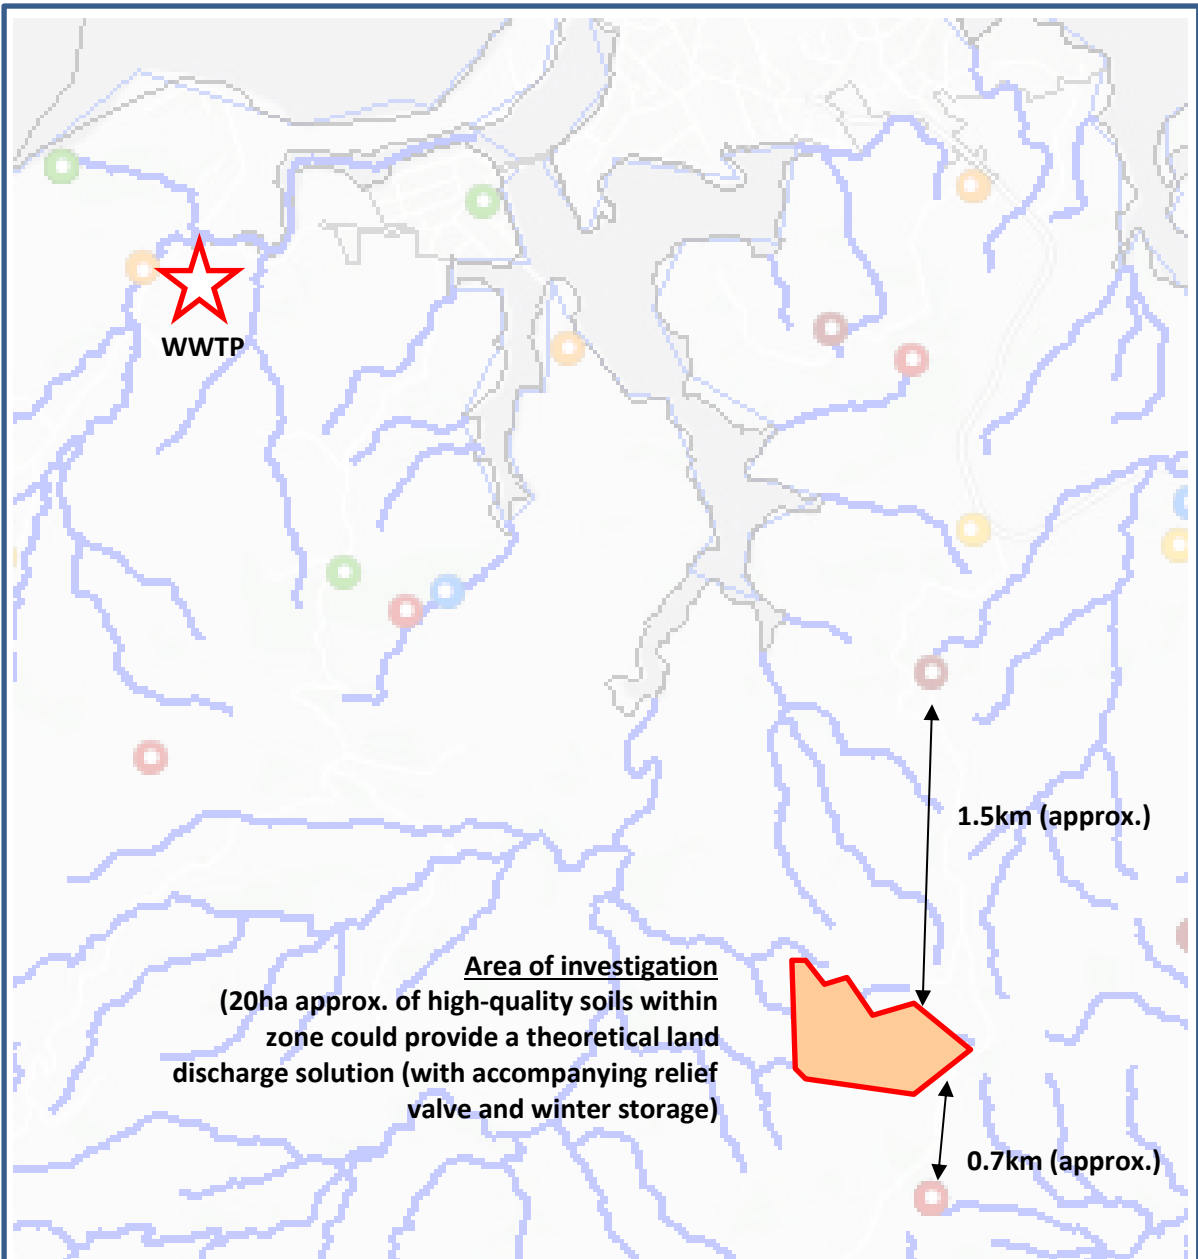 WWTP
1.5km (approx.)
Area of investigation
(20ha approx. of high-quality soils within
zone could provide a theoretical land
discharge solution (with accompanying relief
valve and winter storage)
0.7km (approx.)